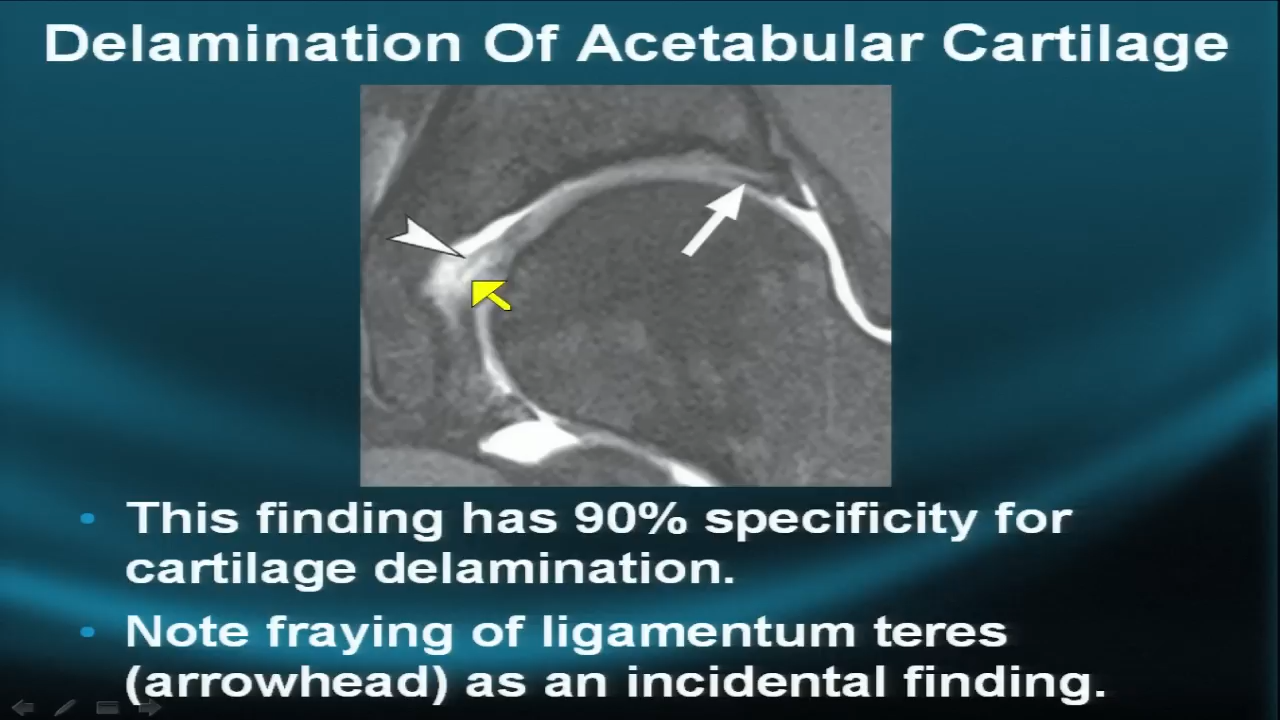 Delamination Of Acetabular Cartilage
This finding has 90% specificity for
cartilage delamination.
Note fraying of ligamentum teres
(arrowhead) as an incidental finding.